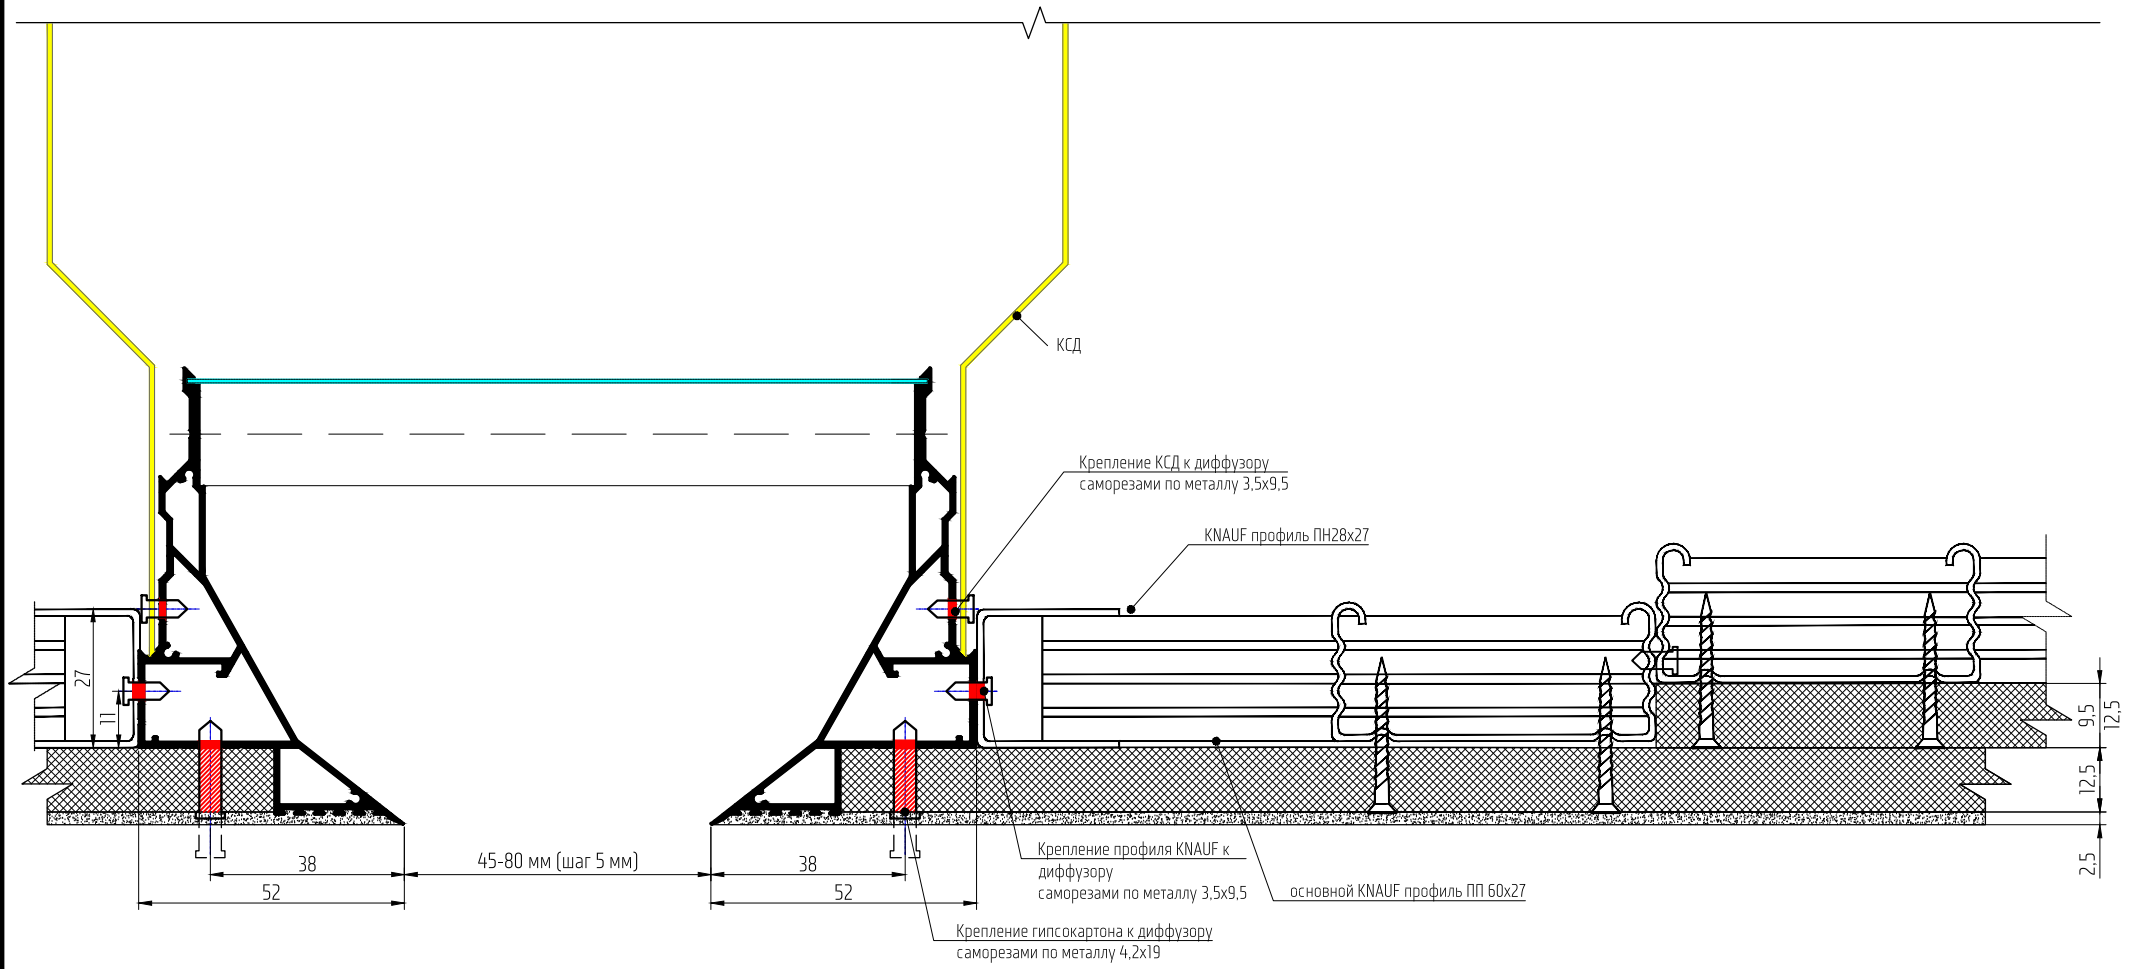 КСД
Крепление КСД к диффузору
саморезами по металлу 3,5х9,5
KNAUF профиль ПН28х27
27
11
9,5
12,5
12,5
2,5
38
45-80 мм (шаг 5 мм)
38
52
52
Крепление профиля KNAUF к
диффузору
саморезами по металлу 3,5х9,5
основной KNAUF профиль ПП 60х27
Крепление гипсокартона к диффузору
саморезами по металлу 4,2х19